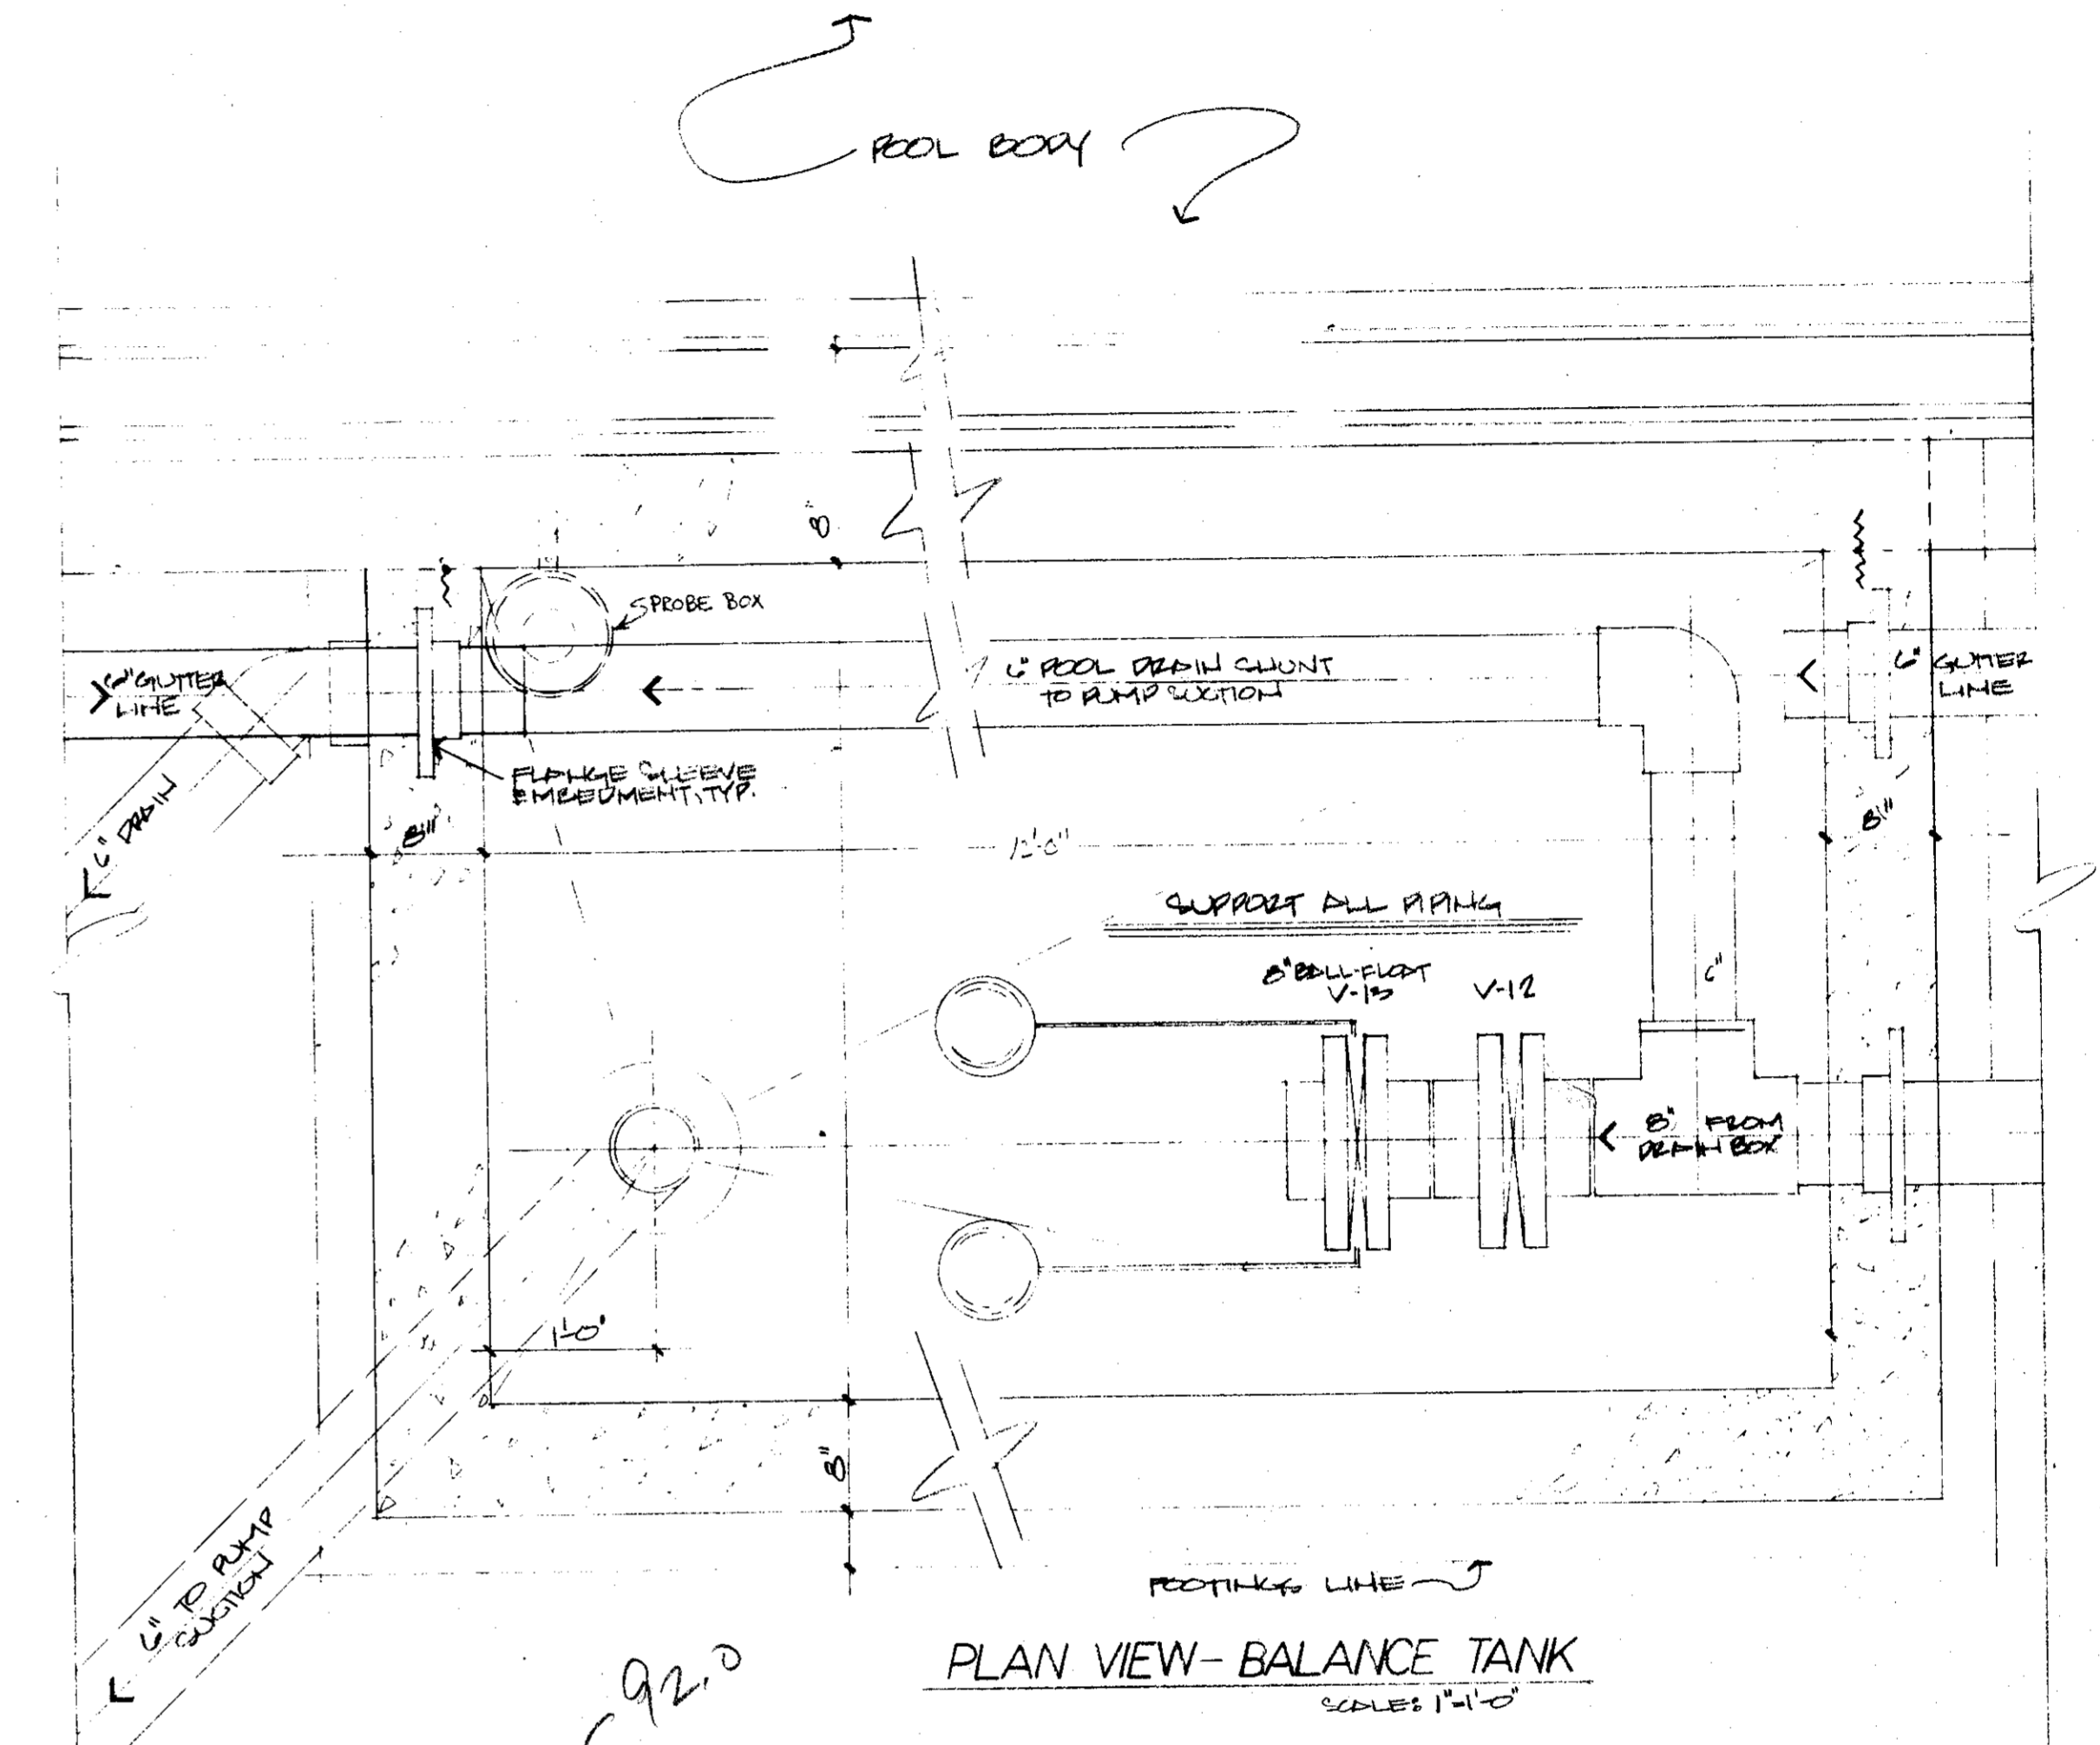 POOL BODY
8"
PROBE BOX
6" GUTTER
LINE
6" POOL DRAIN SHUNT
TO PUMP SUCTION
6" GUTTER
LINE
FLANGE SLEEVE
EMBEDMENT, TYP.
6" DRAIN
8"
12'-0"
8"
SUPPORT ALL PIPING
8" BALL-FLOAT
V-13
V-12
6"
8" FROM
DRAIN BOX
1'-0"
8"
6" TO PUMP
SUCTION
FOOTINGS LINE
92.0
PLAN VIEW- BALANCE TANK
SCALE: 1"=1'-0"